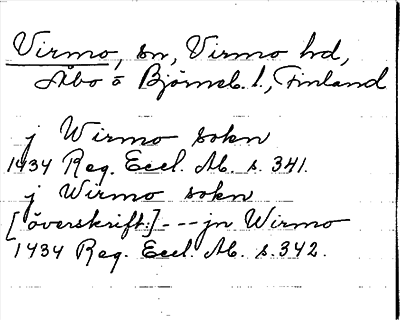 Virmo, sn, Virmo hd,
Åbo o Björneb. l., Finland
j Wirmo sokn
1434 Reg. Eccl. Ab. s. 341.
j Wirmo sokn
[överskrift:] - - - jn Wirmo
1434 Reg. Eccl. Ab. s. 342.